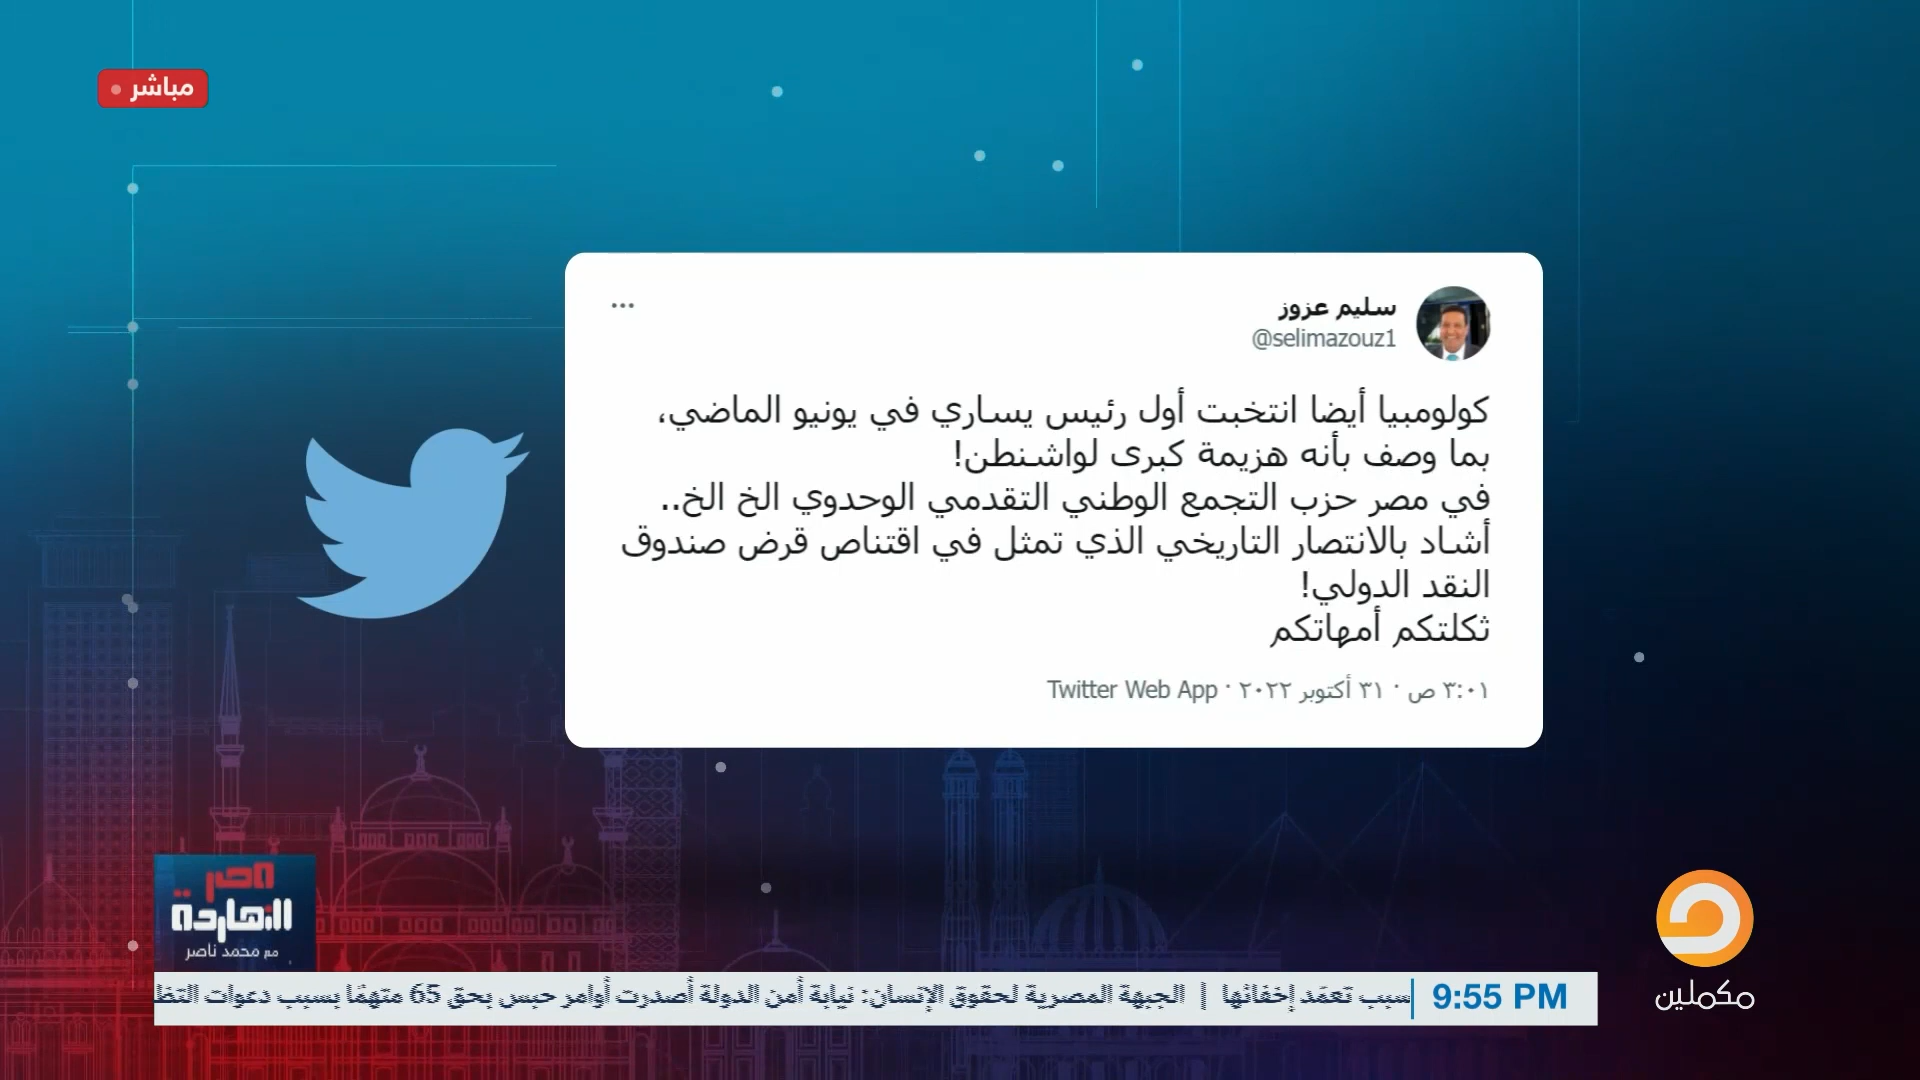 مباشر
سليم عزوز
@selimazouz1
كولومبيا أيضا انتخبت أول رئيس يساري في يونيو الماضي،
بما وصف بأنه هزيمة كبرى لواشنطن!
في مصر حزب التجمع الوطني التقدمي الوحدوي الخ الخ..
أشاد بالانتصار التاريخي الذي تمثل في اقتناص قرض صندوق
النقد الدولي!
ثكلتكم أمهاتكم
٣:٠١ ص · ٣١ أكتوبر ٢٠٢٢ · Twitter Web App
مصر
النهاردة
مع محمد ناصر
9:55 PM
سبب تعمّد إخفائها | الجبهة المصرية لحقوق الإنسان: نيابة أمن الدولة أصدرت أوامر حبس بحق 65 متهمًا بسبب دعوات
مكملين